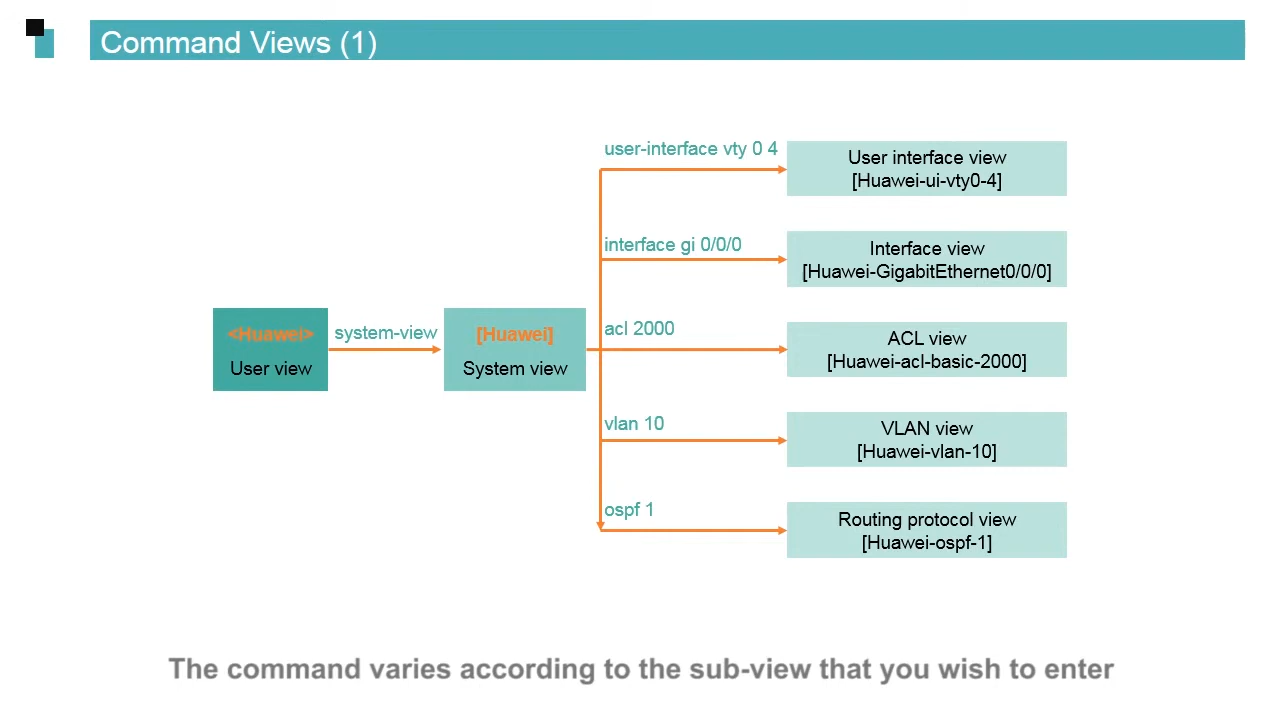 Command Views (1)
user-interface vty 0 4
User interface view
[Huawei-ui-vty0-4]
interface gi 0/0/0
Interface view
[Huawei-GigabitEthernet0/0/0]
<Huawei>
User view
system-view
[Huawei]
System view
acl 2000
ACL view
[Huawei-acl-basic-2000]
vlan 10
VLAN view
[Huawei-vlan-10]
ospf 1
Routing protocol view
[Huawei-ospf-1]
The command varies according to the sub-view that you wish to enter